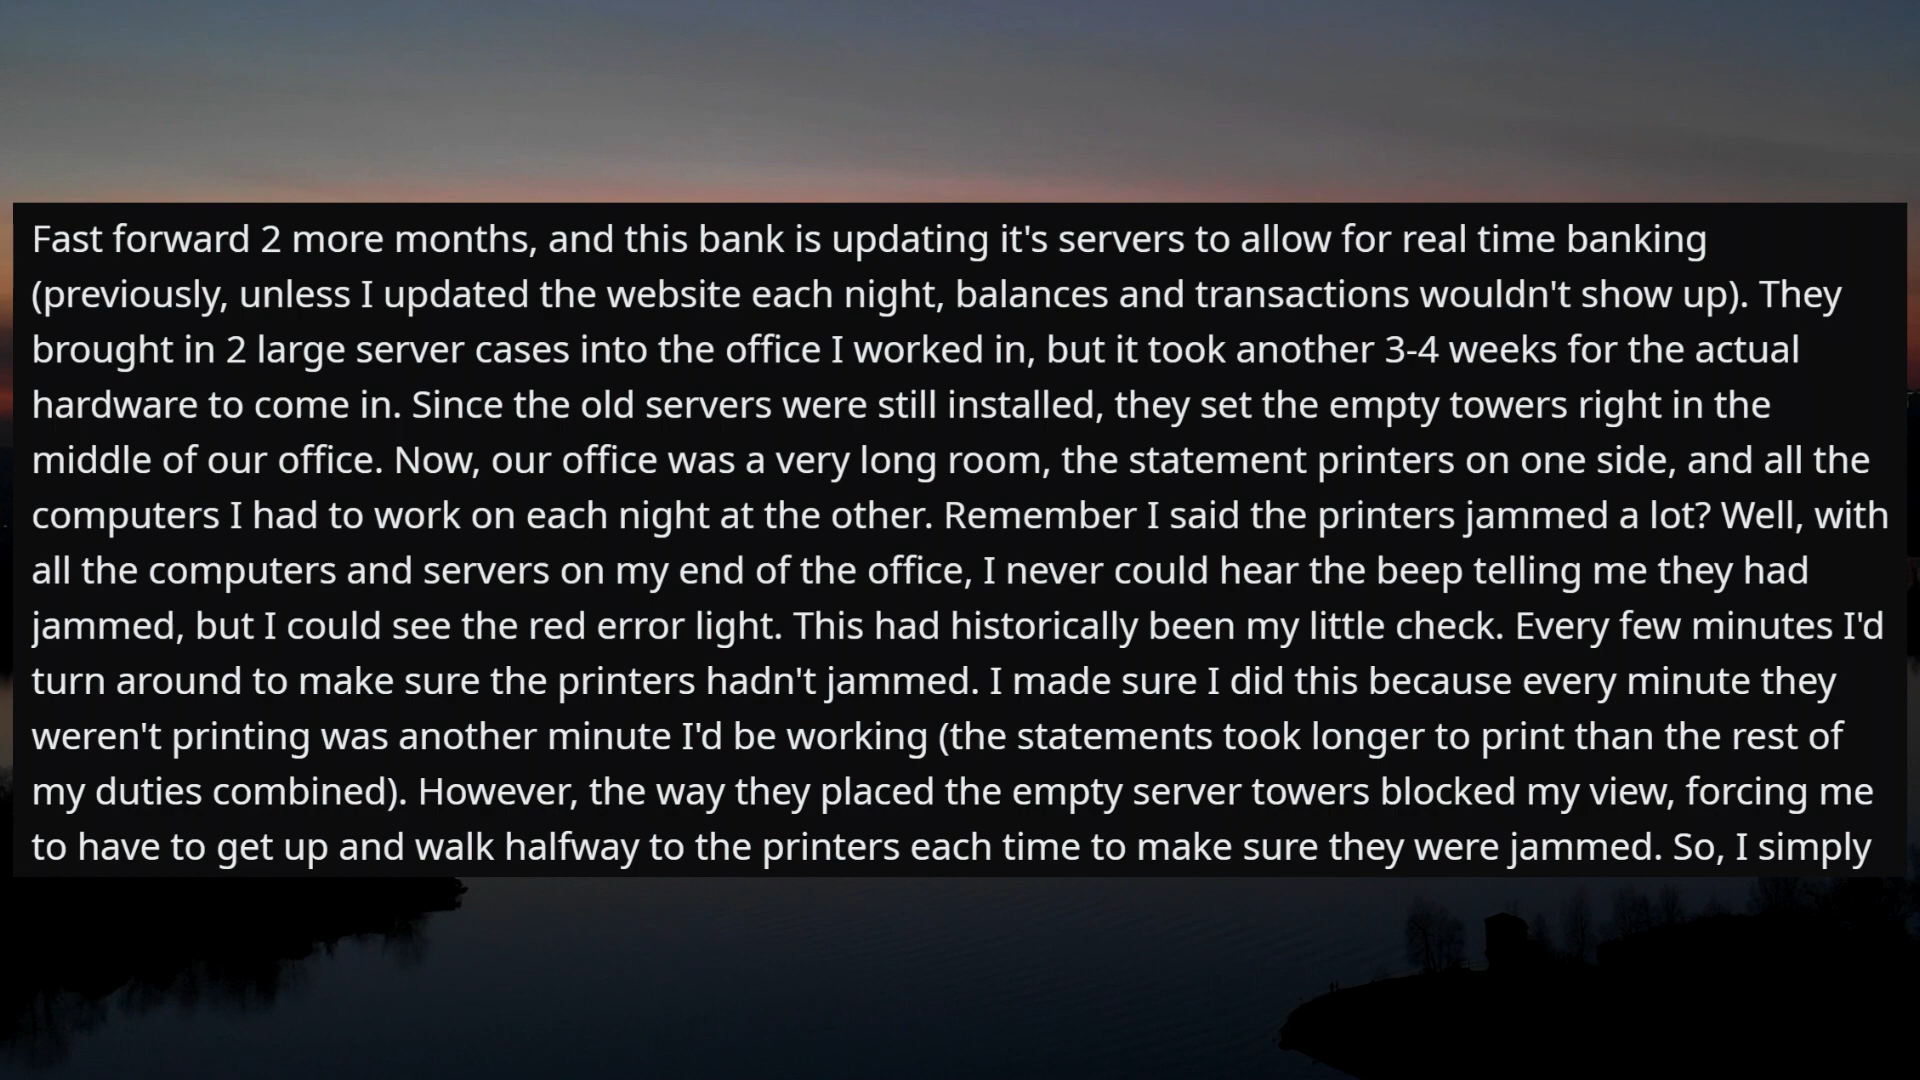 Fast forward 2 more months, and this bank is updating it's servers to allow for real time banking
(previously, unless I updated the website each night, balances and transactions wouldn't show up). They
brought in 2 large server cases into the office I worked in, but it took another 3-4 weeks for the actual
hardware to come in. Since the old servers were still installed, they set the empty towers right in the
middle of our office. Now, our office was a very long room, the statement printers on one side, and all the
computers I had to work on each night at the other. Remember I said the printers jammed a lot? Well, with
all the computers and servers on my end of the office, I never could hear the beep telling me they had
jammed, but I could see the red error light. This had historically been my little check. Every few minutes I'd
turn around to make sure the printers hadn't jammed. I made sure I did this because every minute they
weren't printing was another minute I'd be working (the statements took longer to print than the rest of
my duties combined). However, the way they placed the empty server towers blocked my view, forcing me
to have to get up and walk halfway to the printers each time to make sure they were jammed. So, I simply